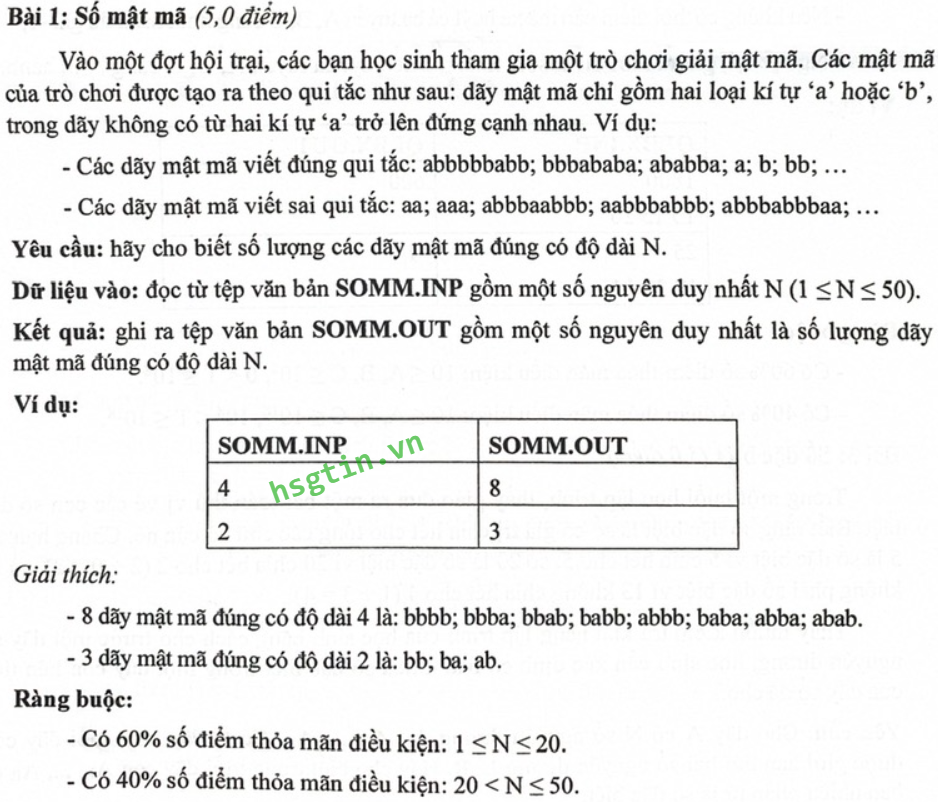 Bài 1: Số mật mã (5,0 điểm)
Vào một đợt hội trại, các bạn học sinh tham gia một trò chơi giải mật mã. Các mật mã
của trò chơi được tạo ra theo qui tắc như sau: dãy mật mã chỉ gồm hai loại kí tự ‘a’ hoặc ‘b’,
trong dãy không có từ hai kí tự ‘a’ trở lên đứng cạnh nhau. Ví dụ:
- Các dãy mật mã viết đúng qui tắc: abbbbbabb; bbbababa; ababba; a; b; bb; …
- Các dãy mật mã viết sai qui tắc: aa; aaa; abbbaabbb; aabbbabbb; abbbabbbaa; …
Yêu cầu: hãy cho biết số lượng các dãy mật mã đúng có độ dài N.
Dữ liệu vào: đọc từ tệp văn bản SOMM.INP gồm một số nguyên duy nhất N (1 ≤ N ≤ 50).
Kết quả: ghi ra tệp văn bản SOMM.OUT gồm một số nguyên duy nhất là số lượng dãy
mật mã đúng có độ dài N.
Ví dụ:
SOMM.INP SOMM.OUT
hsgtin.vn
4 8
2 3
Giải thích:
- 8 dãy mật mã đúng có độ dài 4 là: bbbb; bbba; bbab; babb; abbb; baba; abba; abab.
- 3 dãy mật mã đúng có độ dài 2 là: bb; ba; ab.
Ràng buộc:
- Có 60% số điểm thỏa mãn điều kiện: 1 ≤ N ≤ 20.
- Có 40% số điểm thỏa mãn điều kiện: 20 < N ≤ 50.